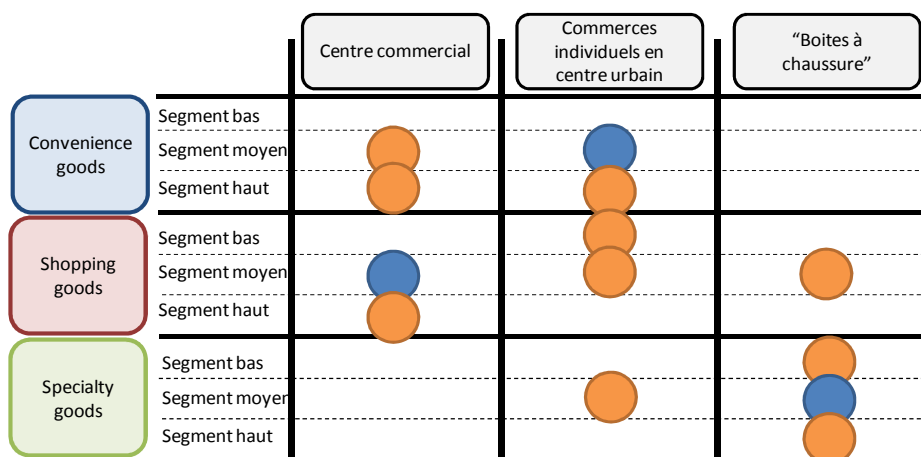 Centre commercial
Commerces
individuels en
centre urbain
“Boites à
chaussure”
Convenience
goods
Segment bas
Segment moyen
Segment haut
Shopping
goods
Segment bas
Segment moyen
Segment haut
Specialty
goods
Segment bas
Segment moyen
Segment haut